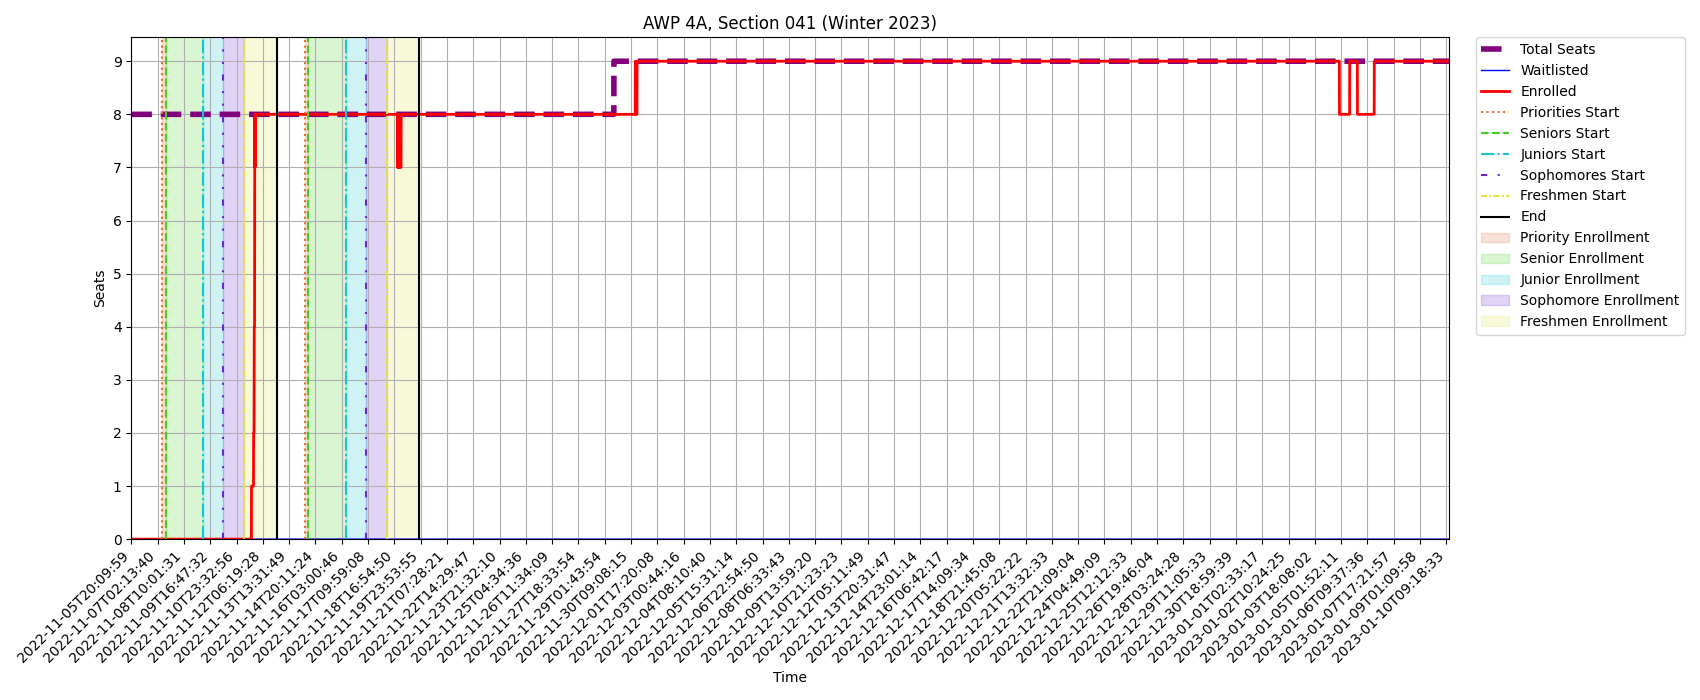 AWP 4A, Section 041 (Winter 2023)
Total Seats
Waitlisted
Enrolled
Priorities Start
Seniors Start
Juniors Start
Sophomores Start
Freshmen Start
End
Priority Enrollment
Senior Enrollment
Junior Enrollment
Sophomore Enrollment
Freshmen Enrollment
Seats
9
8
7
6
5
4
3
2
1
0
2022-11-05T20:09:59
2022-11-07T02:13:40
2022-11-08T10:01:31
2022-11-09T16:47:32
2022-11-10T23:32:56
2022-11-12T06:19:28
2022-11-13T13:31:49
2022-11-14T20:11:24
2022-11-16T03:00:46
2022-11-17T09:59:08
2022-11-18T16:54:50
2022-11-19T23:53:55
2022-11-21T07:28:21
2022-11-22T14:29:47
2022-11-23T21:32:10
2022-11-25T04:34:36
2022-11-26T11:34:09
2022-11-27T18:33:54
2022-11-29T01:43:54
2022-11-30T09:08:15
2022-12-01T17:20:08
2022-12-03T00:44:16
2022-12-04T08:10:40
2022-12-05T15:31:14
2022-12-06T22:54:50
2022-12-08T06:33:43
2022-12-09T13:59:20
2022-12-10T21:23:23
2022-12-12T05:11:49
2022-12-13T20:31:47
2022-12-14T23:01:14
2022-12-16T06:42:17
2022-12-17T14:09:34
2022-12-18T21:45:08
2022-12-20T05:22:22
2022-12-21T13:32:33
2022-12-22T21:09:04
2022-12-24T04:49:09
2022-12-25T12:12:33
2022-12-26T19:46:04
2022-12-28T03:24:28
2022-12-29T11:05:33
2022-12-30T18:59:39
2023-01-01T02:33:17
2023-01-02T10:24:25
2023-01-03T18:08:02
2023-01-05T01:52:11
2023-01-06T09:37:36
2023-01-07T17:21:57
2023-01-09T01:09:58
2023-01-10T09:18:33
Time